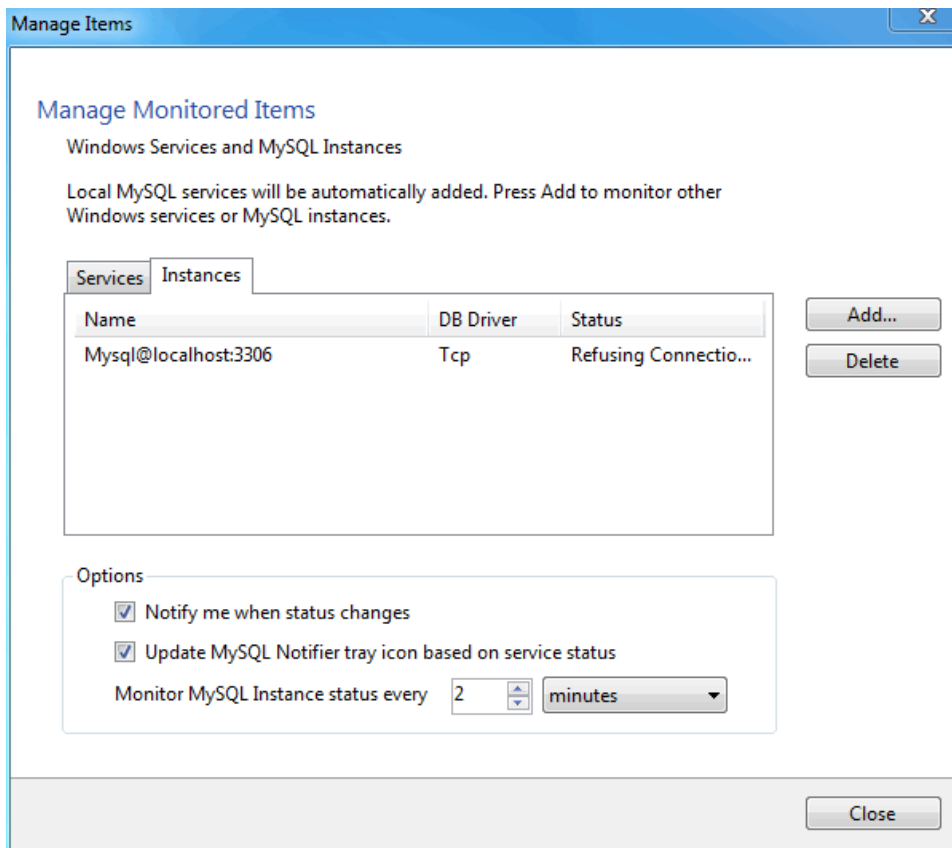 Manage Items
Manage Monitored Items
Windows Services and MySQL Instances
Local MySQL services will be automatically added. Press Add to monitor other
Windows services or MySQL instances.
Services Instances
Name DB Driver Status
Mysql@localhost:3306 Tcp Refusing Connectio...
Add...
Delete
Options
Notify me when status changes
Update MySQL Notifier tray icon based on service status
Monitor MySQL Instance status every 2 minutes
Close